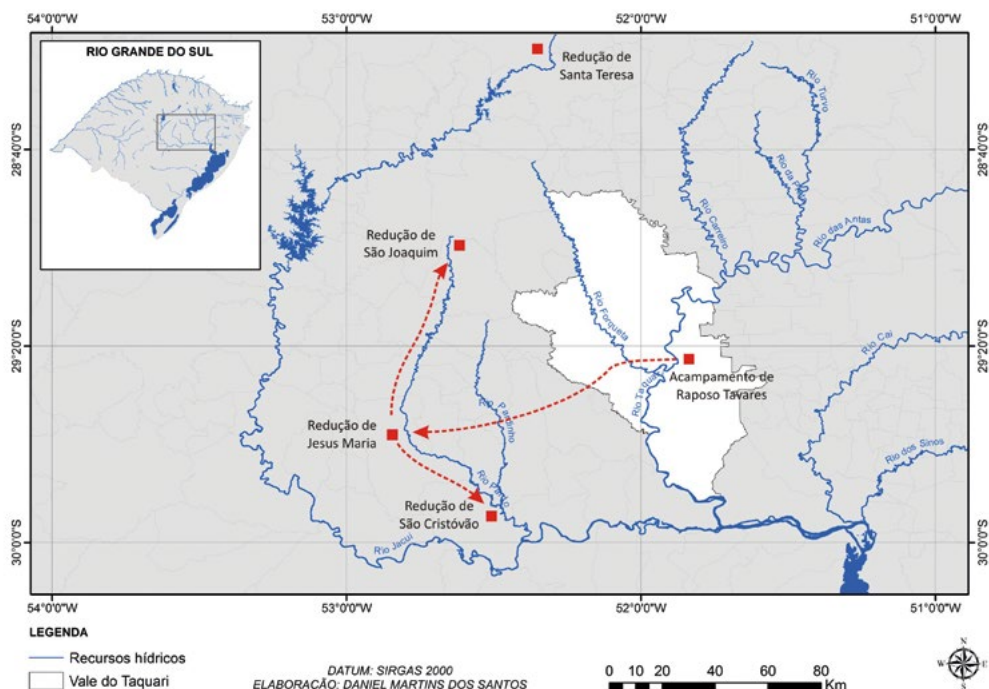 54°0'0"W 53°0'0"W 52°0'0"W 51°0'0"W
RIO GRANDE DO SUL
Redução de
Santa Teresa
Rio Turvo
Rio da Prata
28°40'0"S
28°40'0"S
Rio Carreiro
Rio das Antas
Redução de
São Joaquim
Rio Forqueta
29°20'0"S
29°20'0"S
Rio Caí
Acampamento de
Raposo Tavares
Rio Taquari
Rio Pardinho
Redução de
Jesus Maria
Rio dos Sinos
Rio Pardo
Redução de
São Cristóvão
Rio Jacuí
30°0'0"S
30°0'0"S
54°0'0"W 53°0'0"W 52°0'0"W 51°0'0"W
LEGENDA
Recursos hídricos
Vale do Taquari
DATUM: SIRGAS 2000
ELABORAÇÃO: DANIEL MARTINS DOS SANTOS
0 10 20 40 60 80
Km
N
W E
S